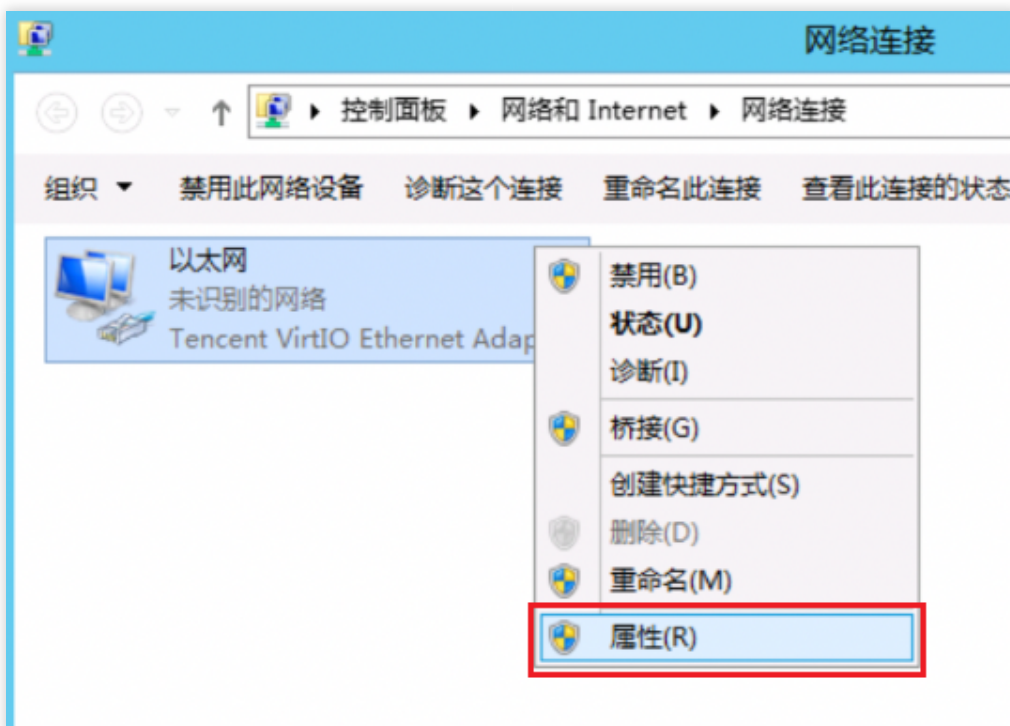 网络连接
控制面板 网络和 Internet 网络连接
组织 禁用此网络设备 诊断这个连接 重命名此连接 查看此连接的状态
以太网
未识别的网络
Tencent VirtIO Ethernet Adap
禁用(B)
状态(U)
诊断(I)
桥接(G)
创建快捷方式(S)
删除(D)
重命名(M)
属性(R)